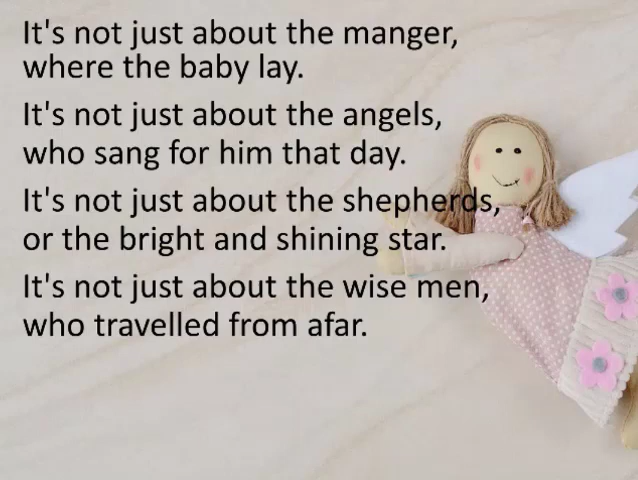 It's not just about the manger,
where the baby lay.
It's not just about the angels,
who sang for him that day.
It's not just about the shepherds,
or the bright and shining star.
It's not just about the wise men,
who travelled from afar.